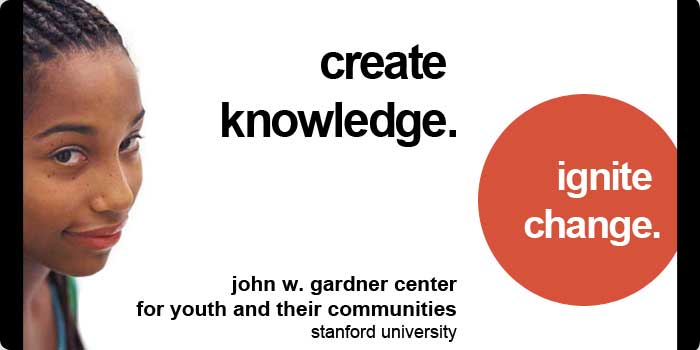 create
knowledge.
ignite
change.
john w. gardner center
for youth and their communities
stanford university